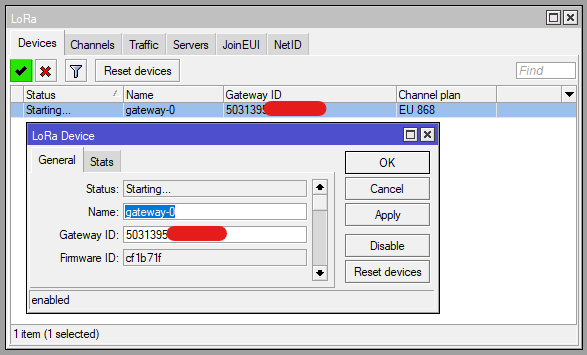 LoRa
Devices Channels Traffic Servers JoinEUI NetID
Reset devices Find
Status Name Gateway ID Channel plan
Starting... gateway-0 5031395 EU 868
LoRa Device
General Stats
OK
Cancel
Apply
Disable
Reset devices
Status: Starting...
Name: gateway-0
Gateway ID: 5031395
Firmware ID: cf1b71f
enabled
1 item (1 selected)